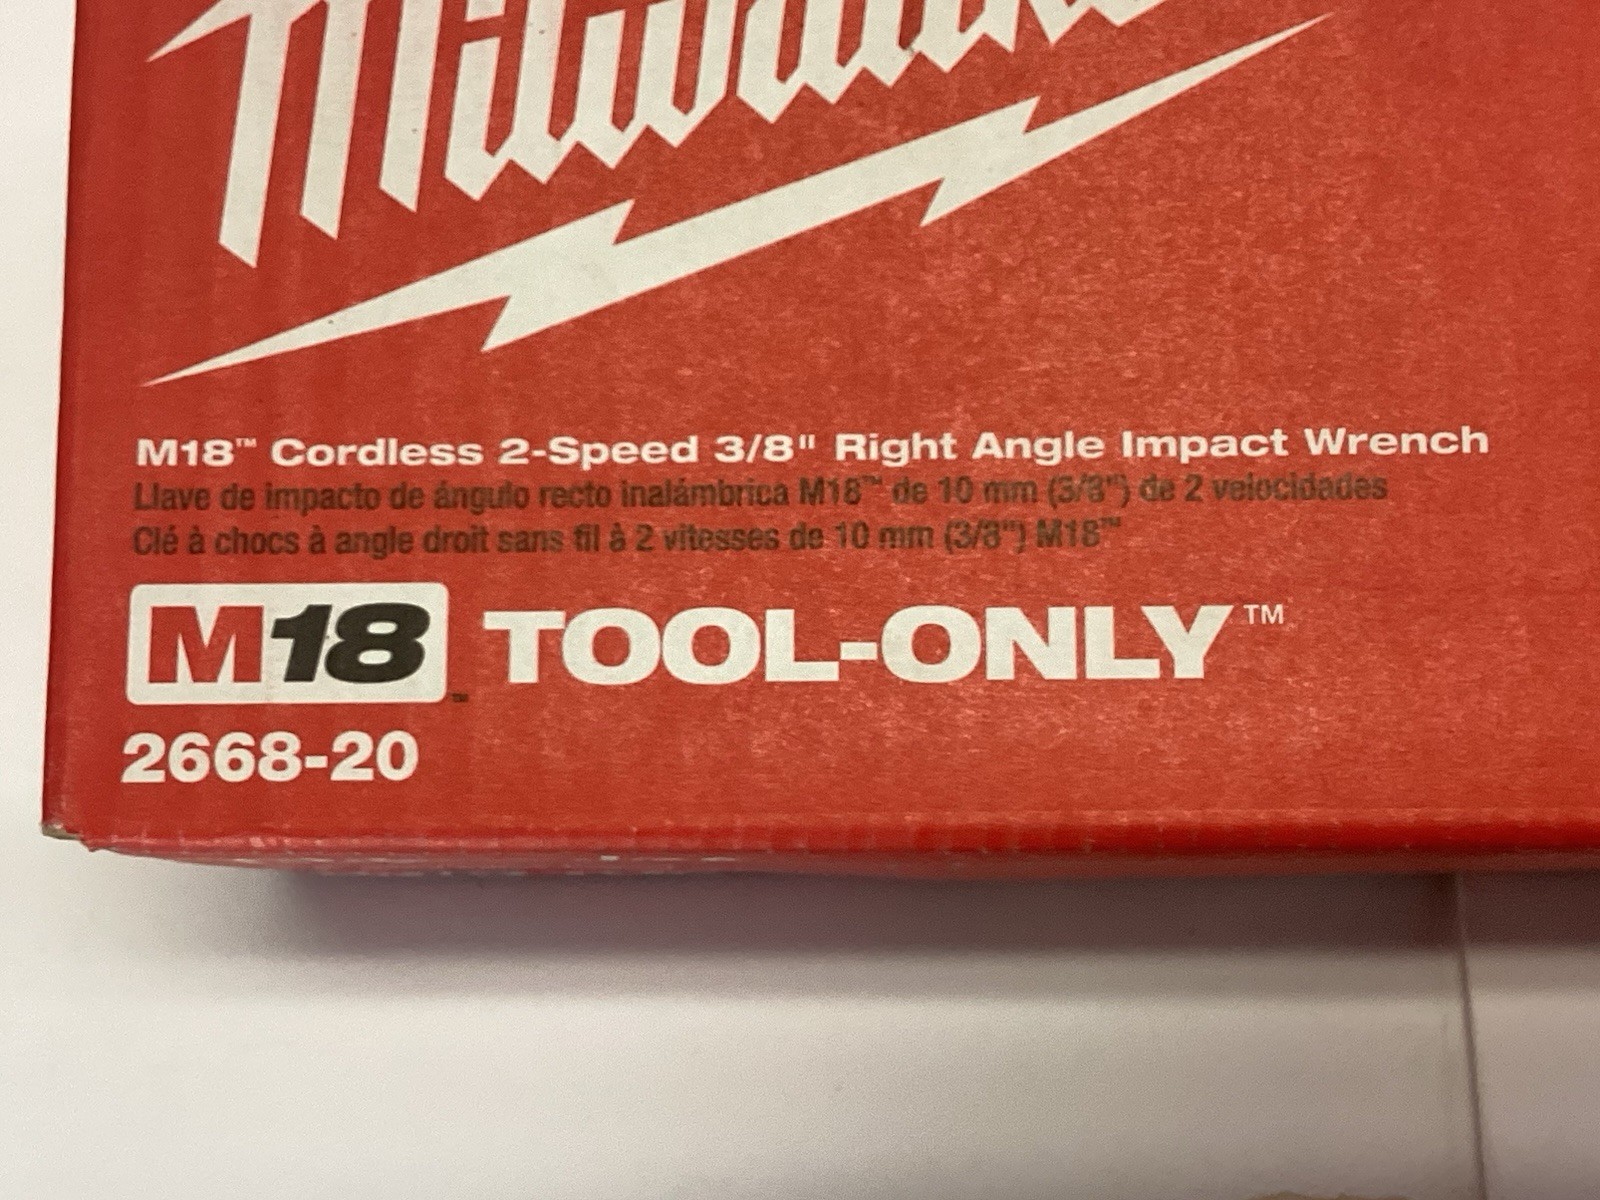 Milwaukee
M18™ Cordless 2-Speed 3/8" Right Angle Impact Wrench
Llave de impacto de ángulo recto inalámbrica M18™ de 10 mm (3/8") de 2 velocidades
Clé à chocs à angle droit sans fil à 2 vitesses de 10 mm (3/8") M18™
M18™ TOOL-ONLY™
2668-20